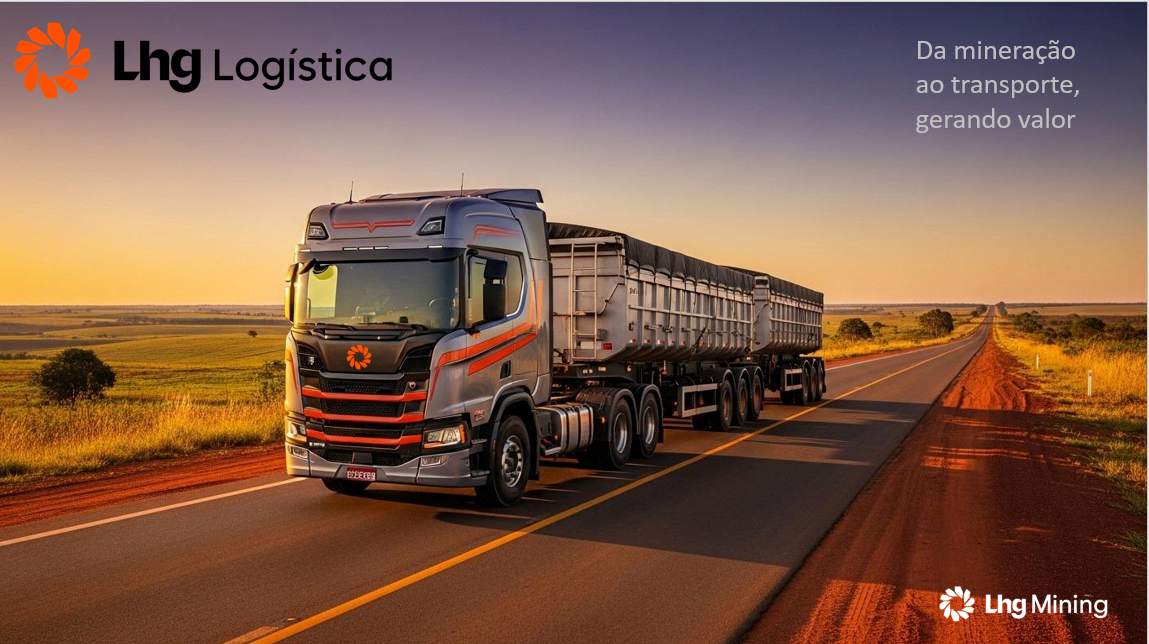 Lhg Logística
Da mineração
ao transporte,
gerando valor
Lhg Mining